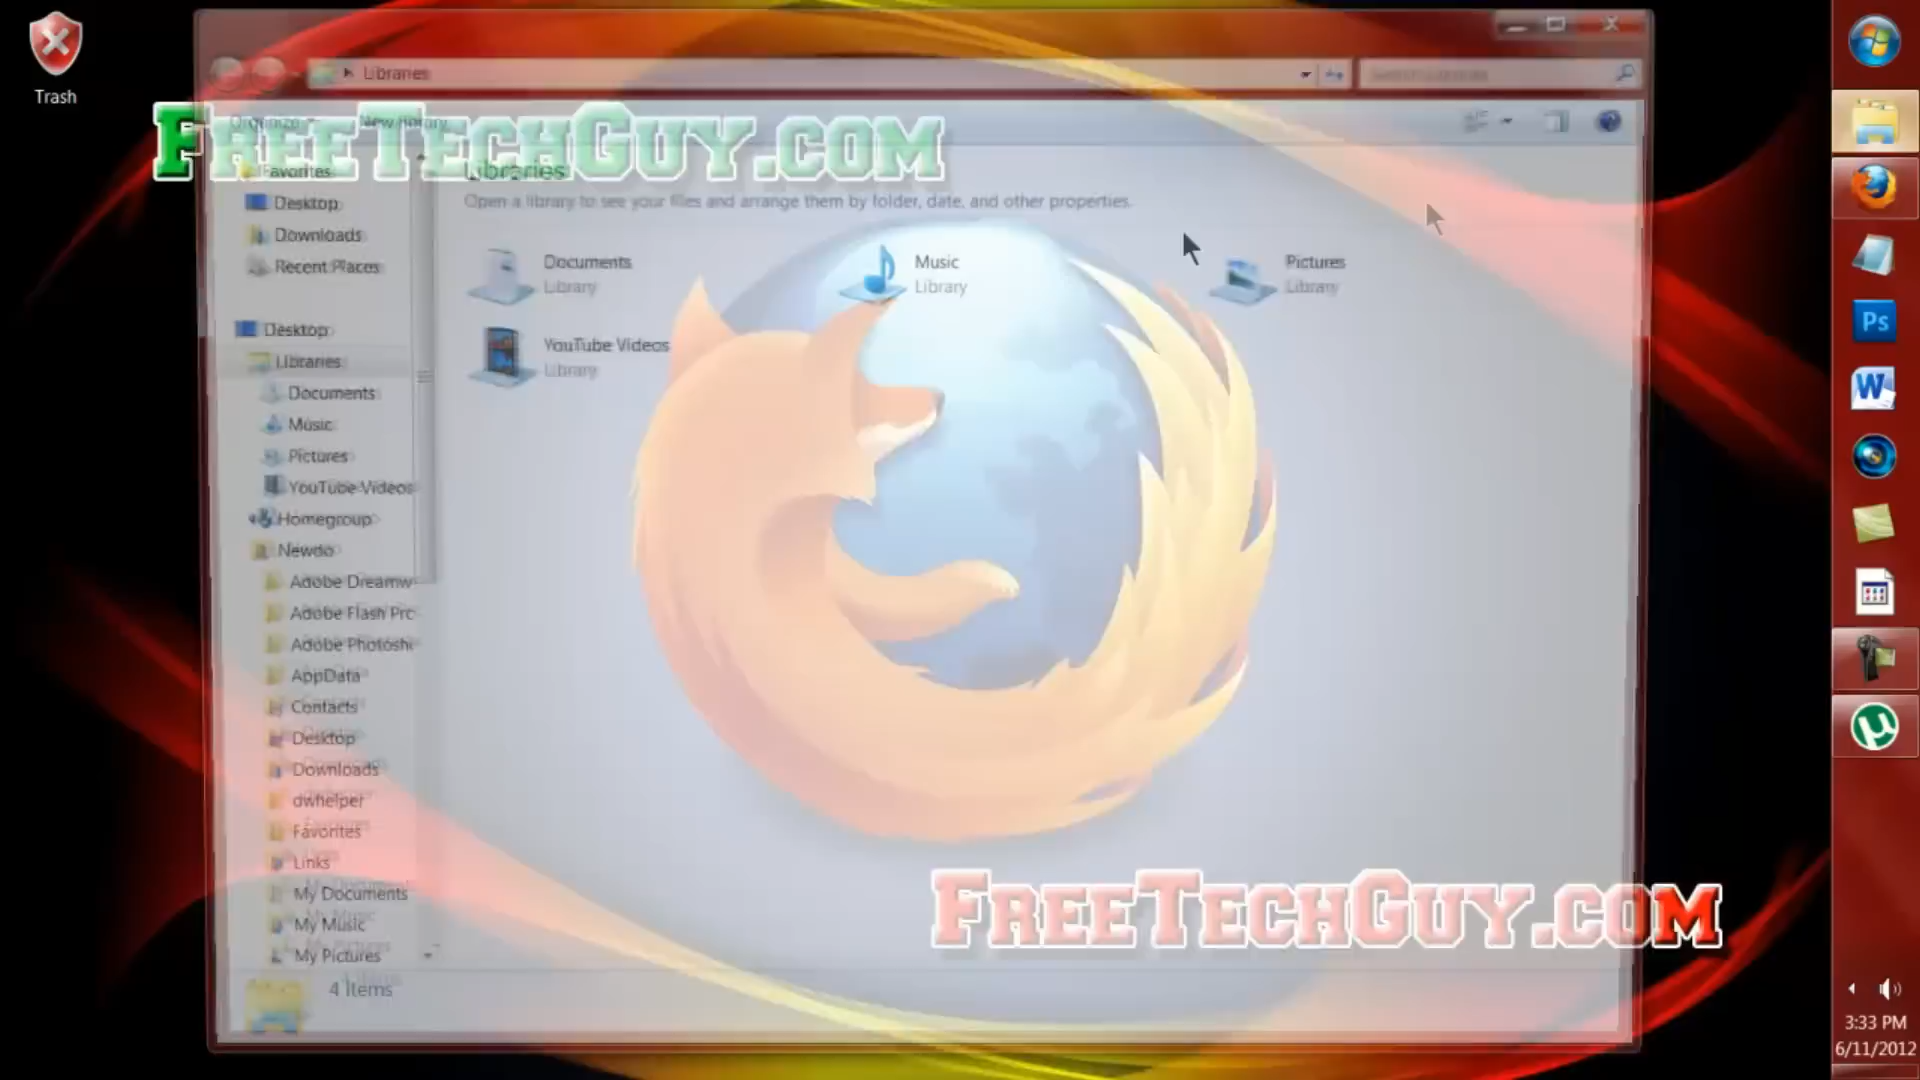 Trash
Libraries
FreeTechGuy.com
Organize
New library
Favorites
Desktop
Downloads
Recent Places
Desktop
Libraries
Documents
Music
Pictures
YouTube Videos
Homegroup
Newdo
Adobe Dreamw
Adobe Flash Prc
Adobe Photosh
AppData
Contacts
Desktop
Downloads
dwhelper
Favorites
Links
My Documents
My Music
My Pictures
Libraries
Open a library to see your files and arrange them by folder, date, and other properties.
Documents
Library
Music
Library
Pictures
Library
YouTube Videos
Library
4 Items
FreeTechGuy.com
Ps
W
µ
3:33 PM
6/11/2012